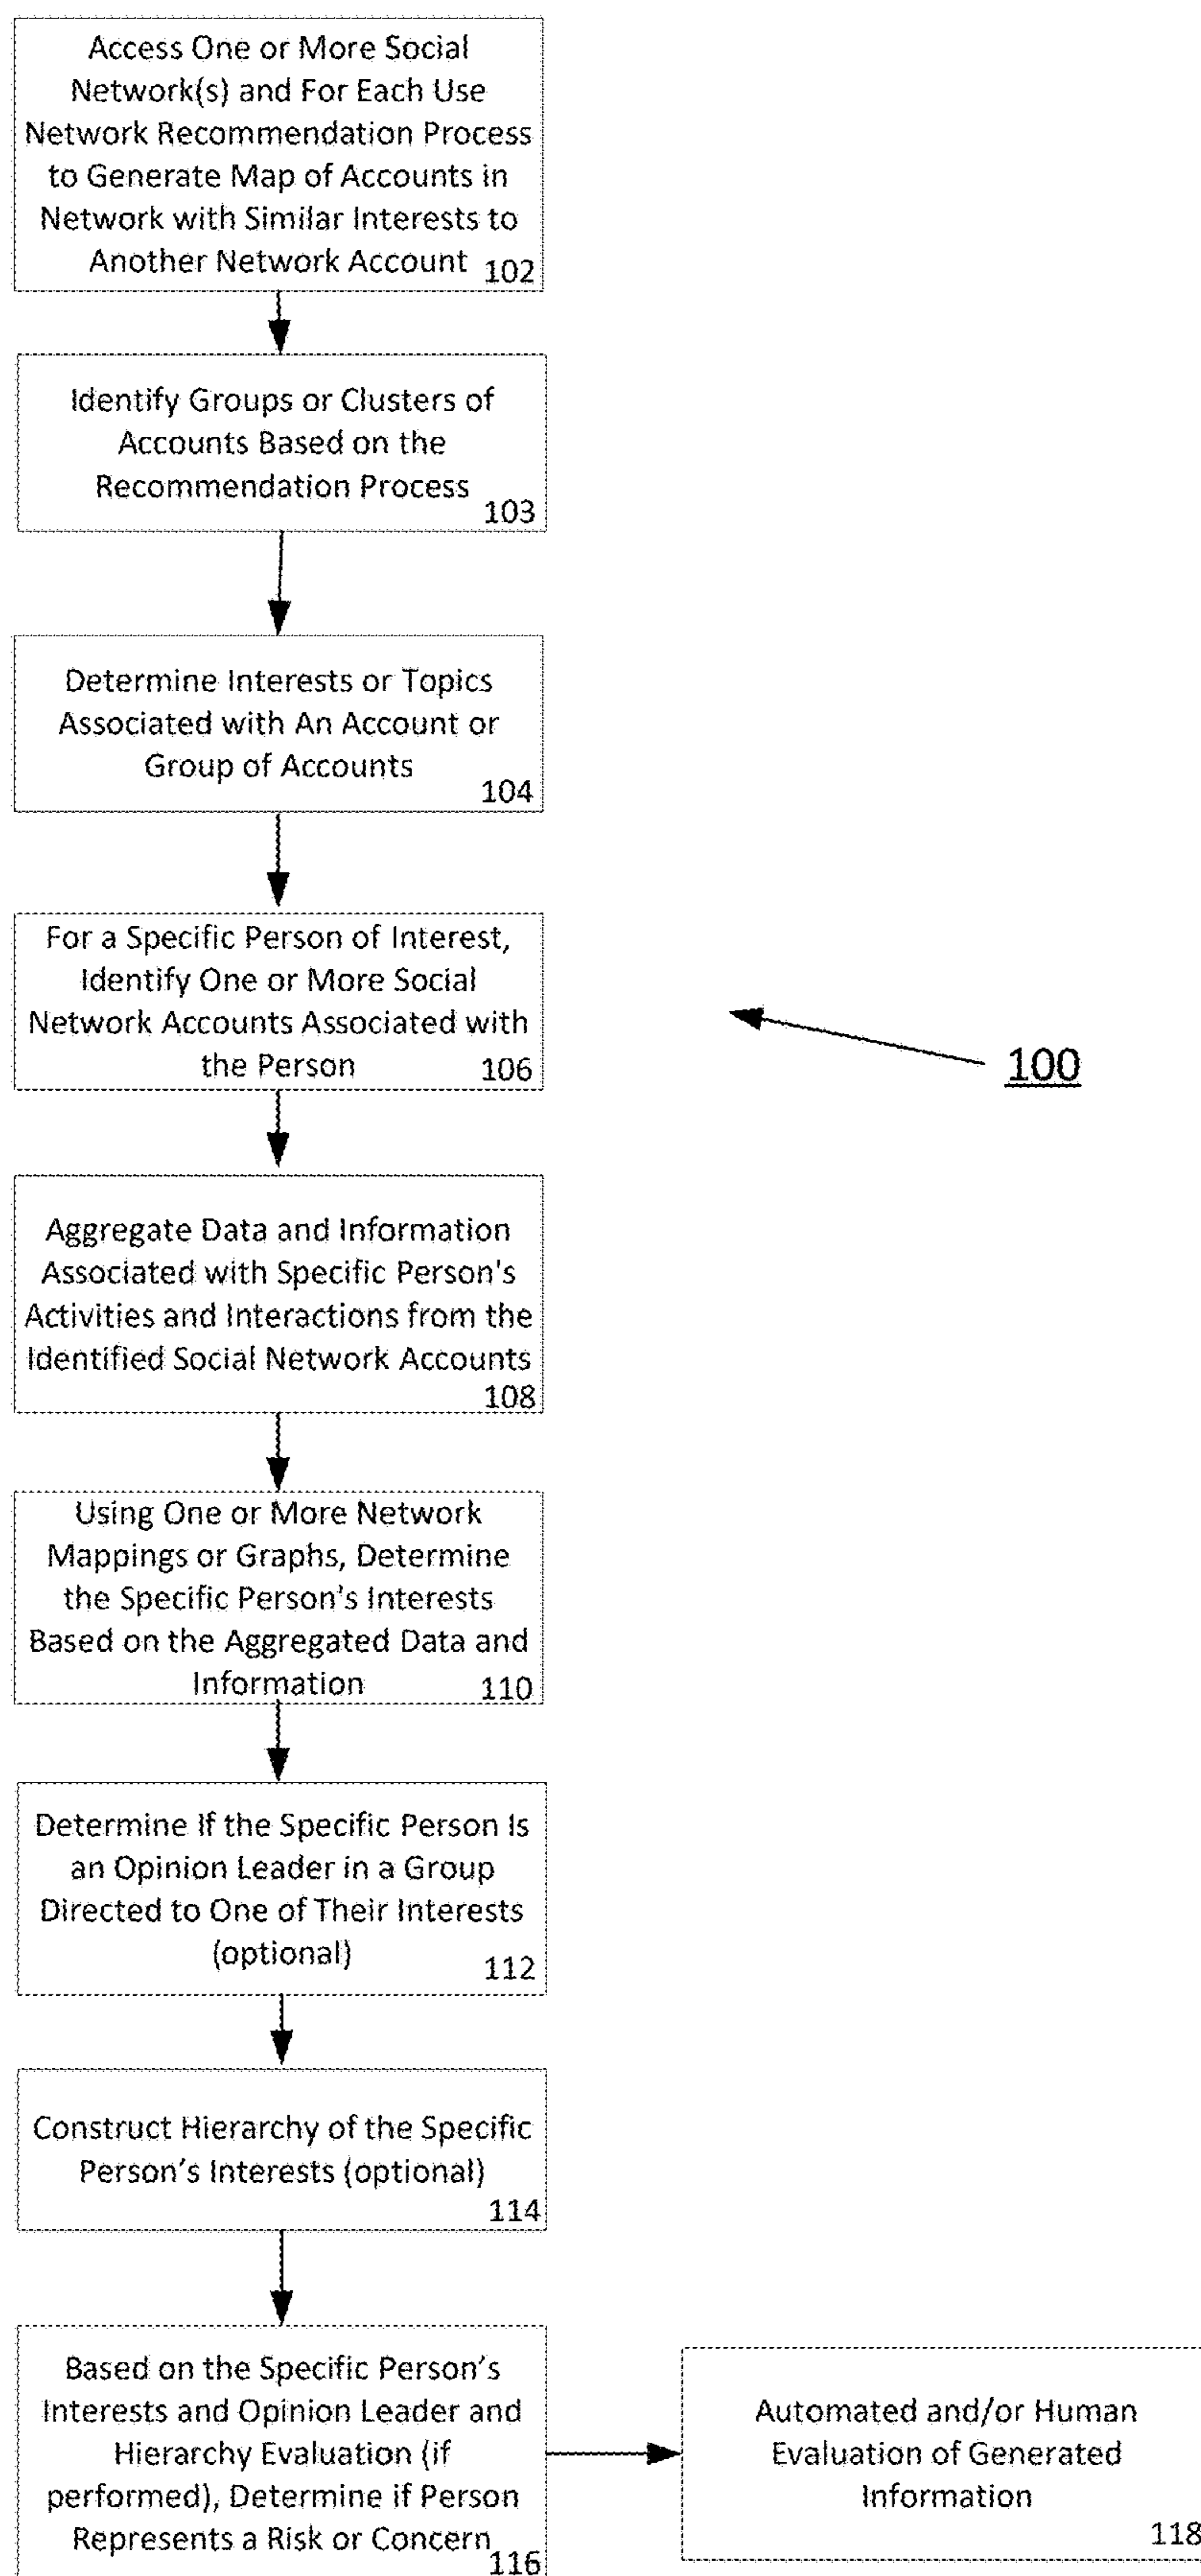 Access One or More Social
Network(s) and For Each Use
Network Recommendation Process
to Generate Map of Accounts in
Network with Similar Interests to
Another Network Account
102
Identify Groups or Clusters of
Accounts Based on the
Recommendation Process
103
Determine Interests or Topics
Associated with An Account or
Group of Accounts
104
For a Specific Person of Interest,
Identify One or More Social
Network Accounts Associated with
the Person
106
100
Aggregate Data and Information
Associated with Specific Person's
Activities and Interactions from the
Identified Social Network Accounts
108
Using One or More Network
Mappings or Graphs, Determine
the Specific Person's Interests
Based on the Aggregated Data and
Information
110
Determine If the Specific Person Is
an Opinion Leader in a Group
Directed to One of Their Interests
(optional)
112
Construct Hierarchy of the Specific
Person’s Interests (optional)
114
Based on the Specific Person’s
Interests and Opinion Leader and
Hierarchy Evaluation (if
performed), Determine if Person
Represents a Risk or Concern
116
Automated and/or Human
Evaluation of Generated
Information
118